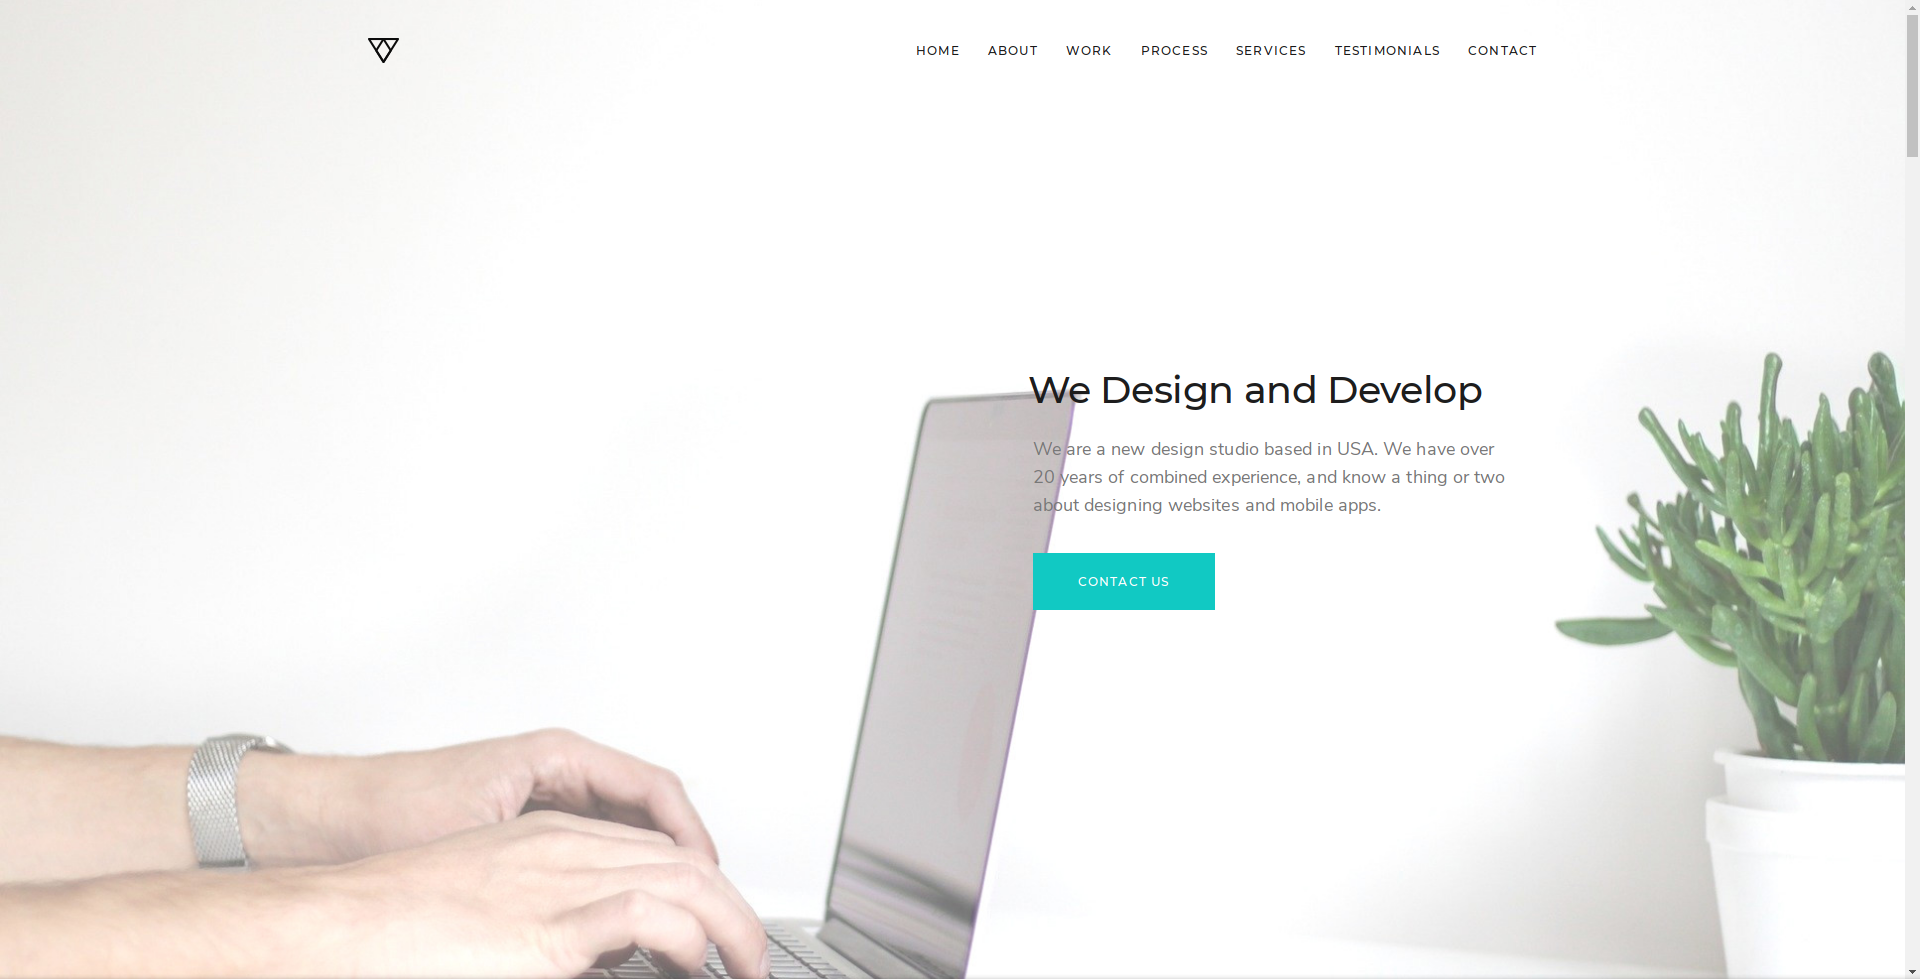 HOME ABOUT WORK PROCESS SERVICES TESTIMONIALS CONTACT
We Design and Develop
We are a new design studio based in USA. We have over
20 years of combined experience, and know a thing or two
about designing websites and mobile apps.
CONTACT US